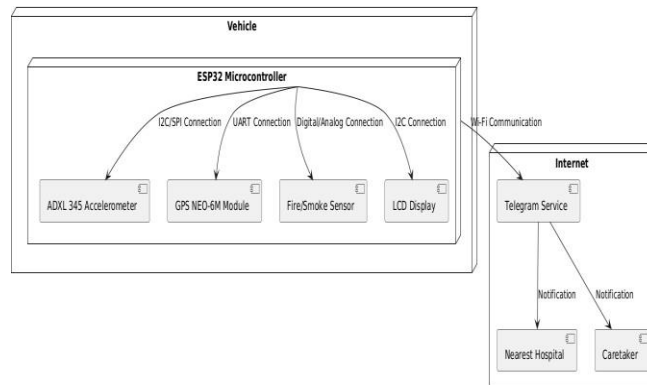 Vehicle
ESP32 Microcontroller
I2C/SPI Connection
UART Connection
Digital/Analog Connection
I2C Connection
Wi-Fi Communication
Internet
ADXL 345 Accelerometer
GPS NEO-6M Module
Fire/Smoke Sensor
LCD Display
Telegram Service
Notification
Notification
Nearest Hospital
Caretaker